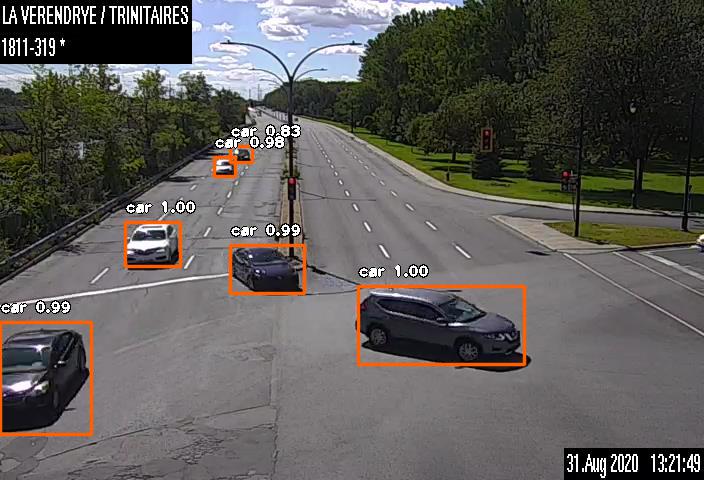 LA VERENDRYE / TRINITAIRES
1811-319 *
car 0.83
car 0.98
car 1.00
car 0.99
car 1.00
car 0.99
31.Aug 2020 13:21:49